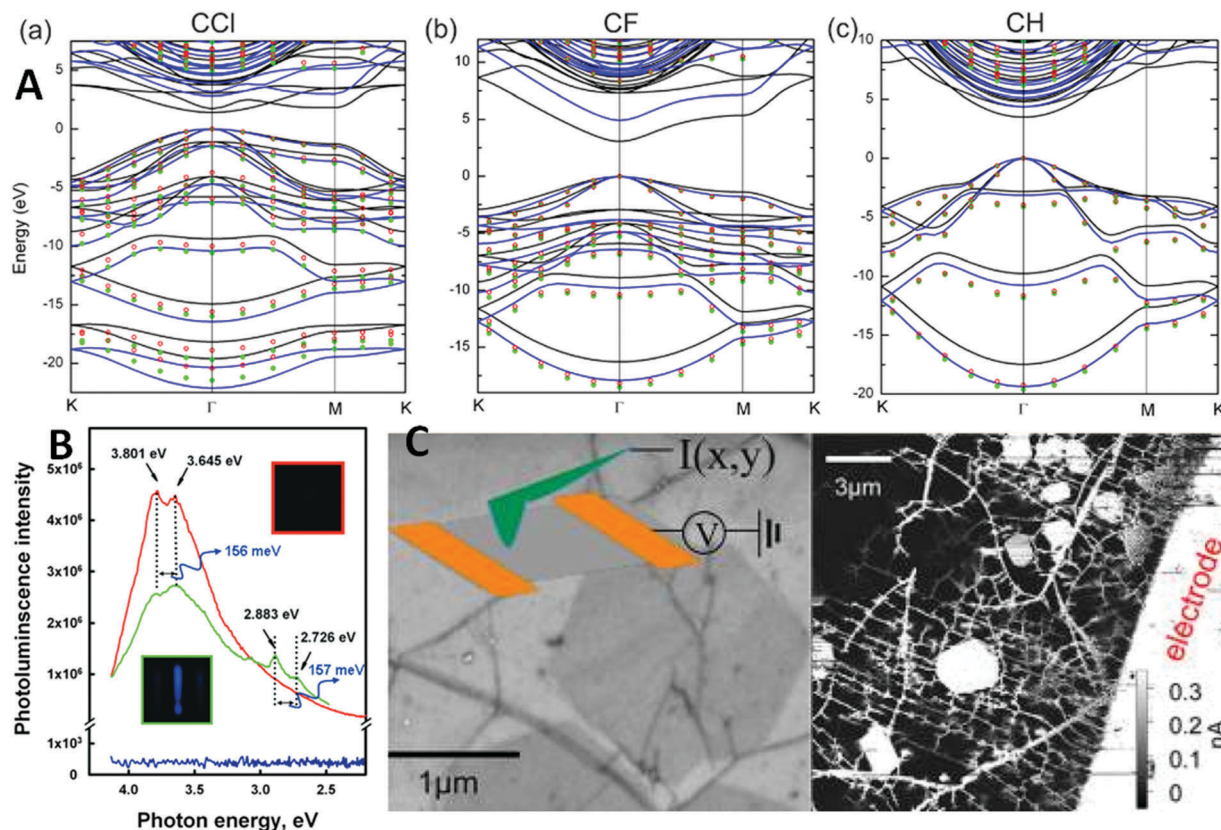 CCl
CF
CH
(a)
(b)
(c)
A
Energy (eV)
5
0
-5
-10
-15
-20
K
Γ
M
K
10
5
0
-5
-10
-15
K
Γ
M
K
10
5
0
-5
-10
-15
-20
K
Γ
M
K
B
Photoluminscence intensity
5x10⁶
4x10⁶
3x10⁶
2x10⁶
1x10⁶
1x10³
0
3.801 eV
3.645 eV
156 meV
2.883 eV
2.726 eV
157 meV
4.0
3.5
3.0
2.5
Photon energy, eV
C
I(x,y)
V
1μm
3μm
electrode
0.3
0.2
0.1
0
nA